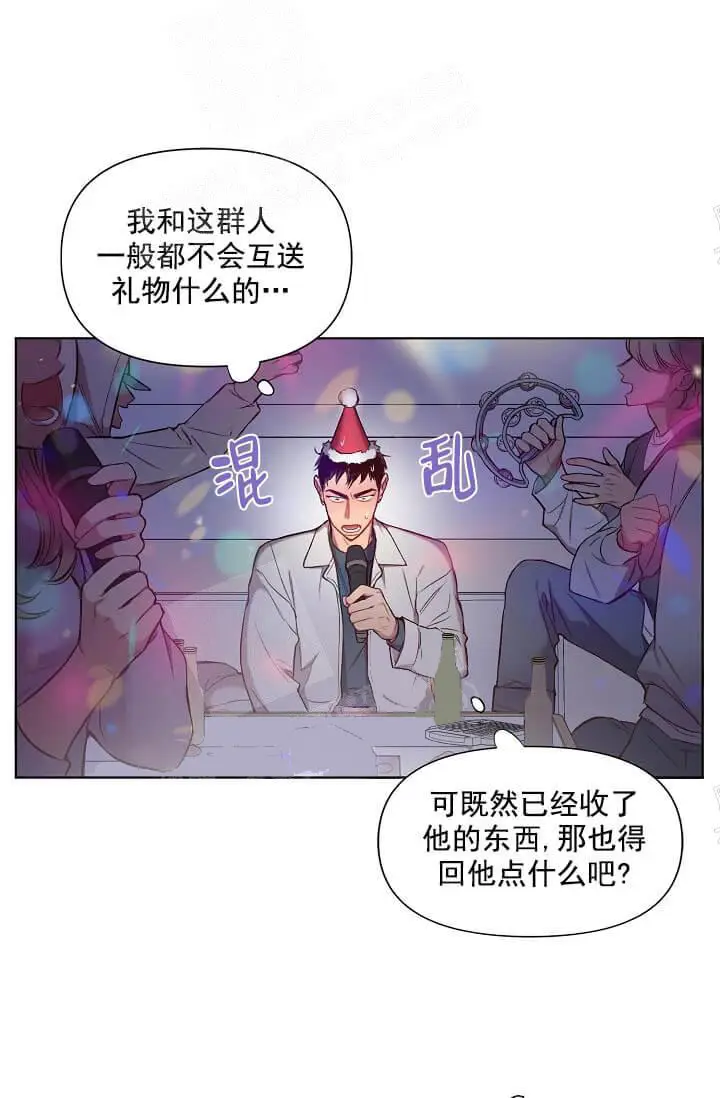 我和这群人
一般都不会互送
礼物什么的…
混乱
可既然已经收了
他的东西,那也得
回他点什么吧?